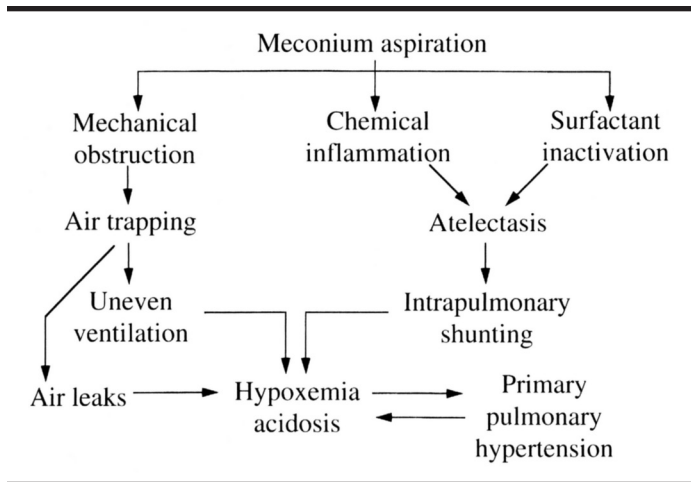 Meconium aspiration
Mechanical
obstruction
Chemical
inflammation
Surfactant
inactivation
Air trapping
Atelectasis
Uneven
ventilation
Intrapulmonary
shunting
Air leaks
Hypoxemia
acidosis
Primary
pulmonary
hypertension